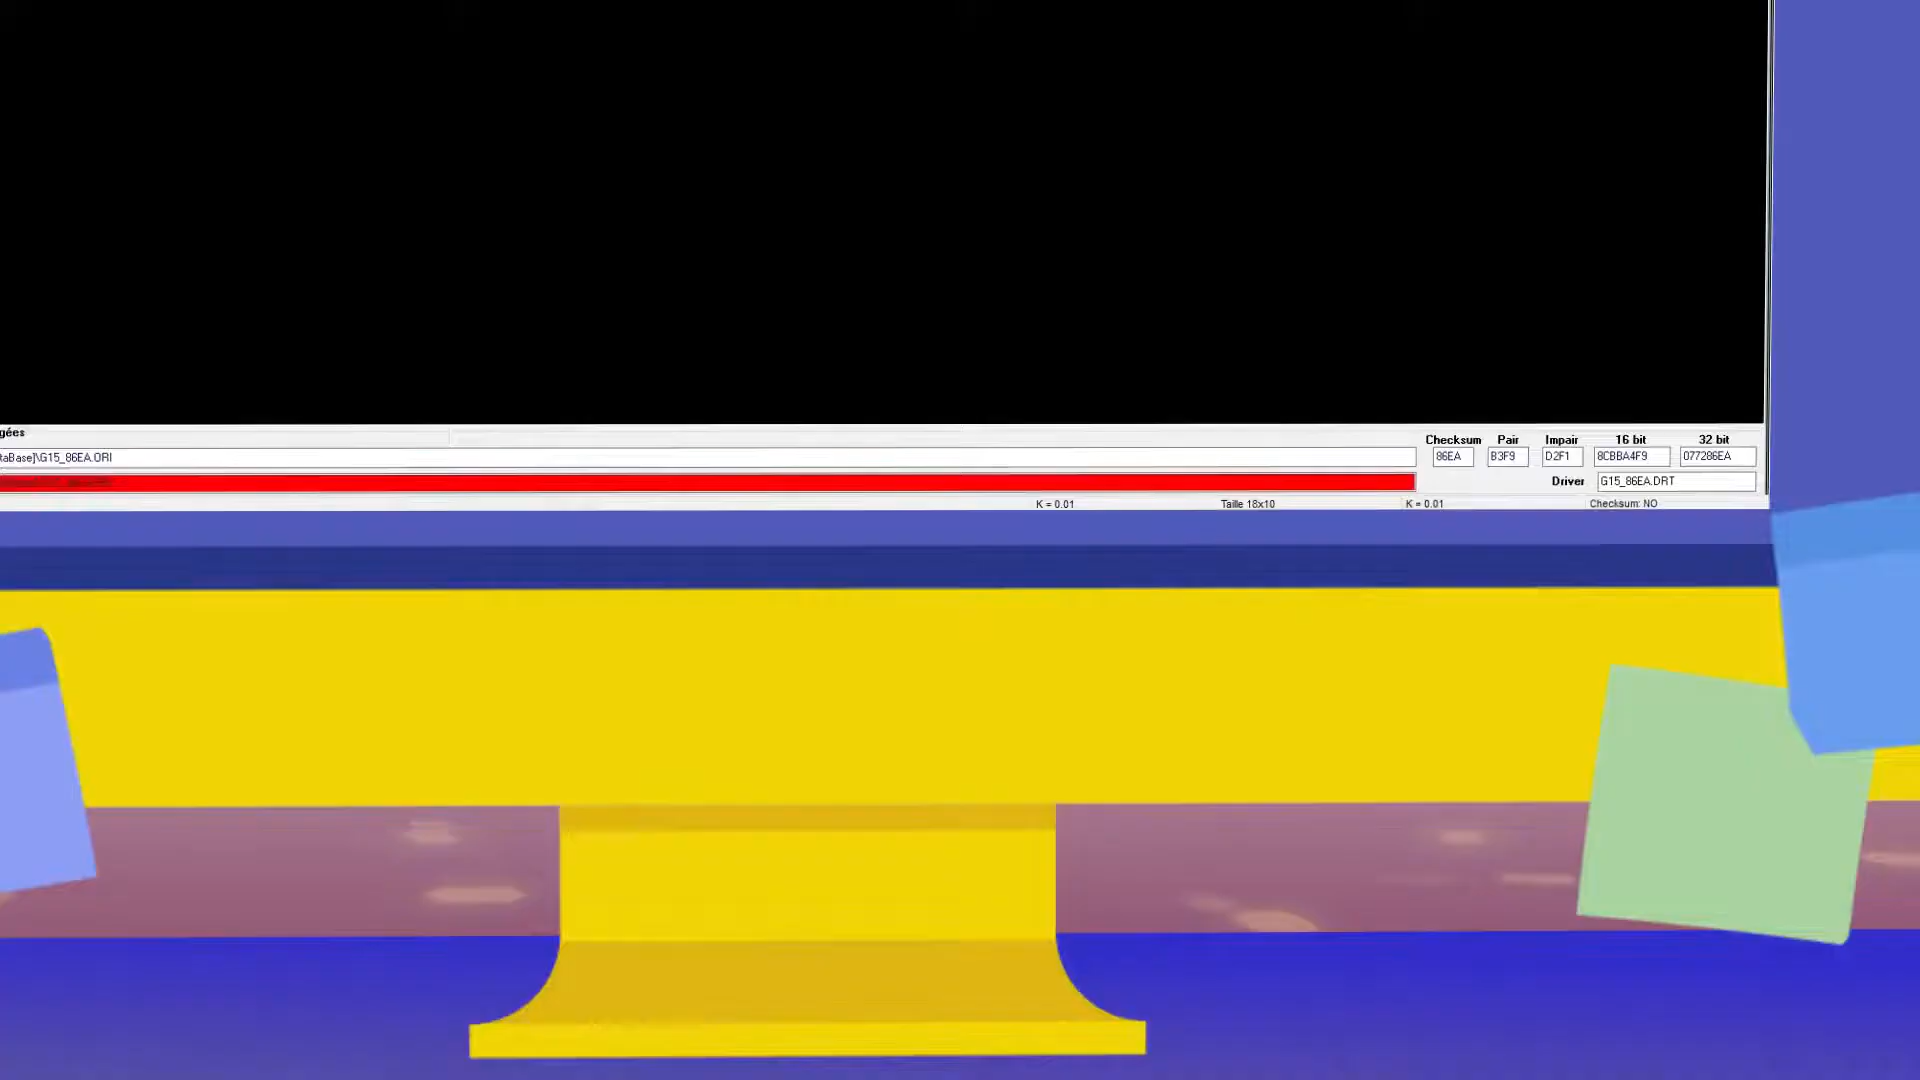 gées
Checksum Pair Impair 16 bit 32 bit
taBase]\G15_86EA.ORI
86EA B3F9 D2F1 8CBBA4F9 077286EA
Driver G15_86EA.DRT
K = 0.01 Taille 18x10 K = 0.01 Checksum: NO